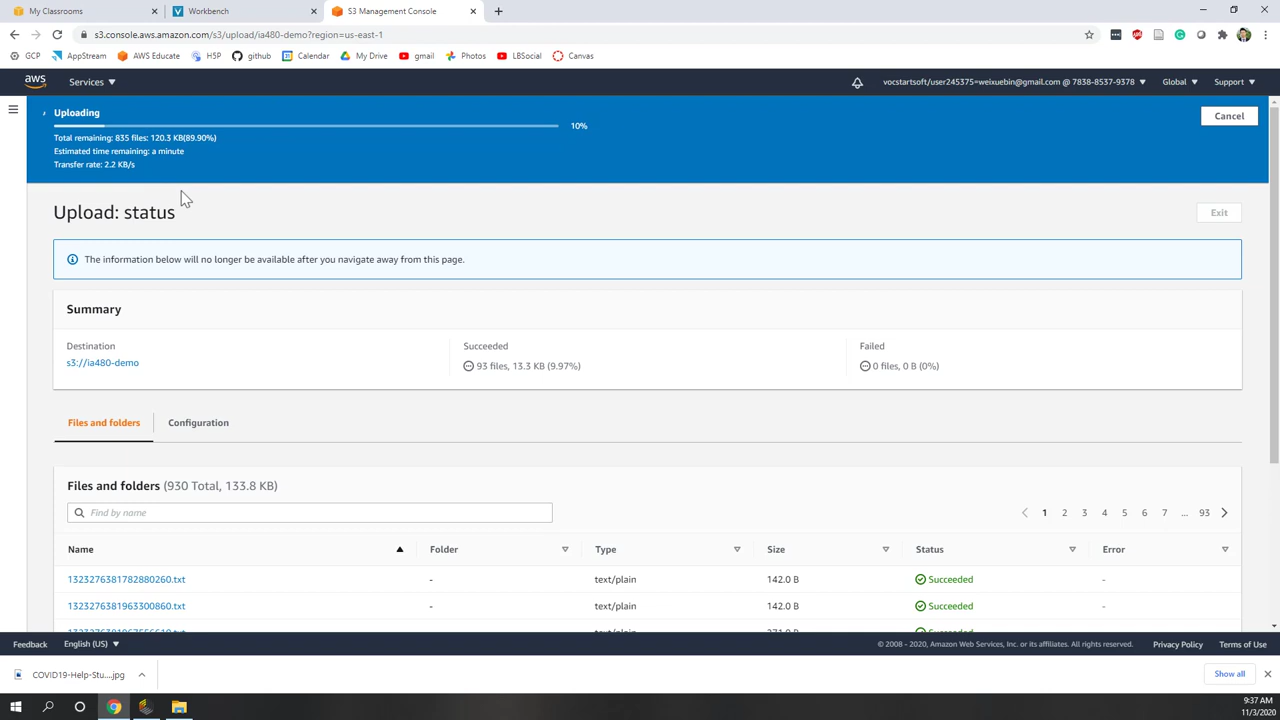 My Classrooms
Workbench
S3 Management Console
s3.console.aws.amazon.com/s3/upload/ia480-demo?region=us-east-1
GCP
AppStream
AWS Educate
H5P
github
Calendar
My Drive
gmail
Photos
LBSocial
Canvas
aws
Services
vocstartsoft/user245375=weixuebin@gmail.com @ 7838-8537-9378
Global
Support
Uploading
10%
Cancel
Total remaining: 835 files: 120.3 KB(89.90%)
Estimated time remaining: a minute
Transfer rate: 2.2 KB/s
Upload: status
Exit
The information below will no longer be available after you navigate away from this page.
Summary
Destination
Succeeded
Failed
s3://ia480-demo
93 files, 13.3 KB (9.97%)
0 files, 0 B (0%)
Files and folders
Configuration
Files and folders (930 Total, 133.8 KB)
Find by name
1 2 3 4 5 6 7 ... 93
Name Folder Type Size Status Error
1323276381782880260.txt - text/plain 142.0 B Succeeded -
1323276381963300860.txt - text/plain 142.0 B Succeeded -
Feedback
English (US)
© 2008 - 2020, Amazon Web Services, Inc. or its affiliates. All rights reserved.
Privacy Policy
Terms of Use
COVID19-Help-Stu....jpg
Show all
9:37 AM
11/3/2020